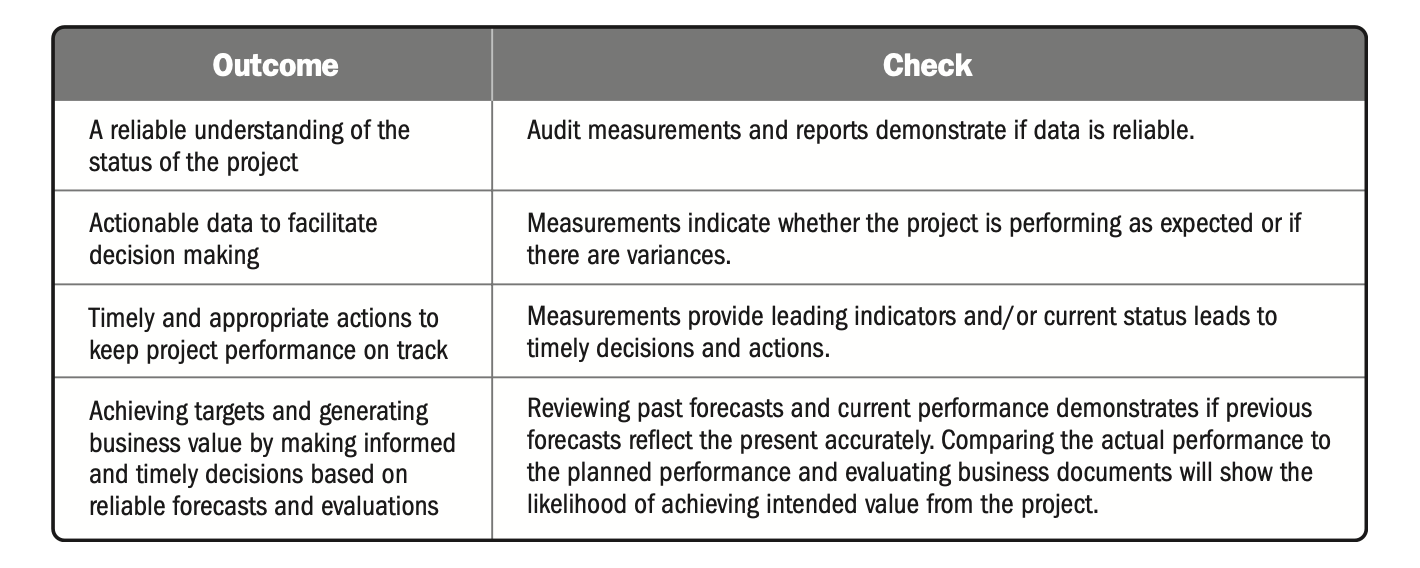 Outcome
Check
A reliable understanding of the
status of the project
Audit measurements and reports demonstrate if data is reliable.
Actionable data to facilitate
decision making
Measurements indicate whether the project is performing as expected or if
there are variances.
Timely and appropriate actions to
keep project performance on track
Measurements provide leading indicators and/or current status leads to
timely decisions and actions.
Achieving targets and generating
business value by making informed
and timely decisions based on
reliable forecasts and evaluations
Reviewing past forecasts and current performance demonstrates if previous
forecasts reflect the present accurately. Comparing the actual performance to
the planned performance and evaluating business documents will show the
likelihood of achieving intended value from the project.